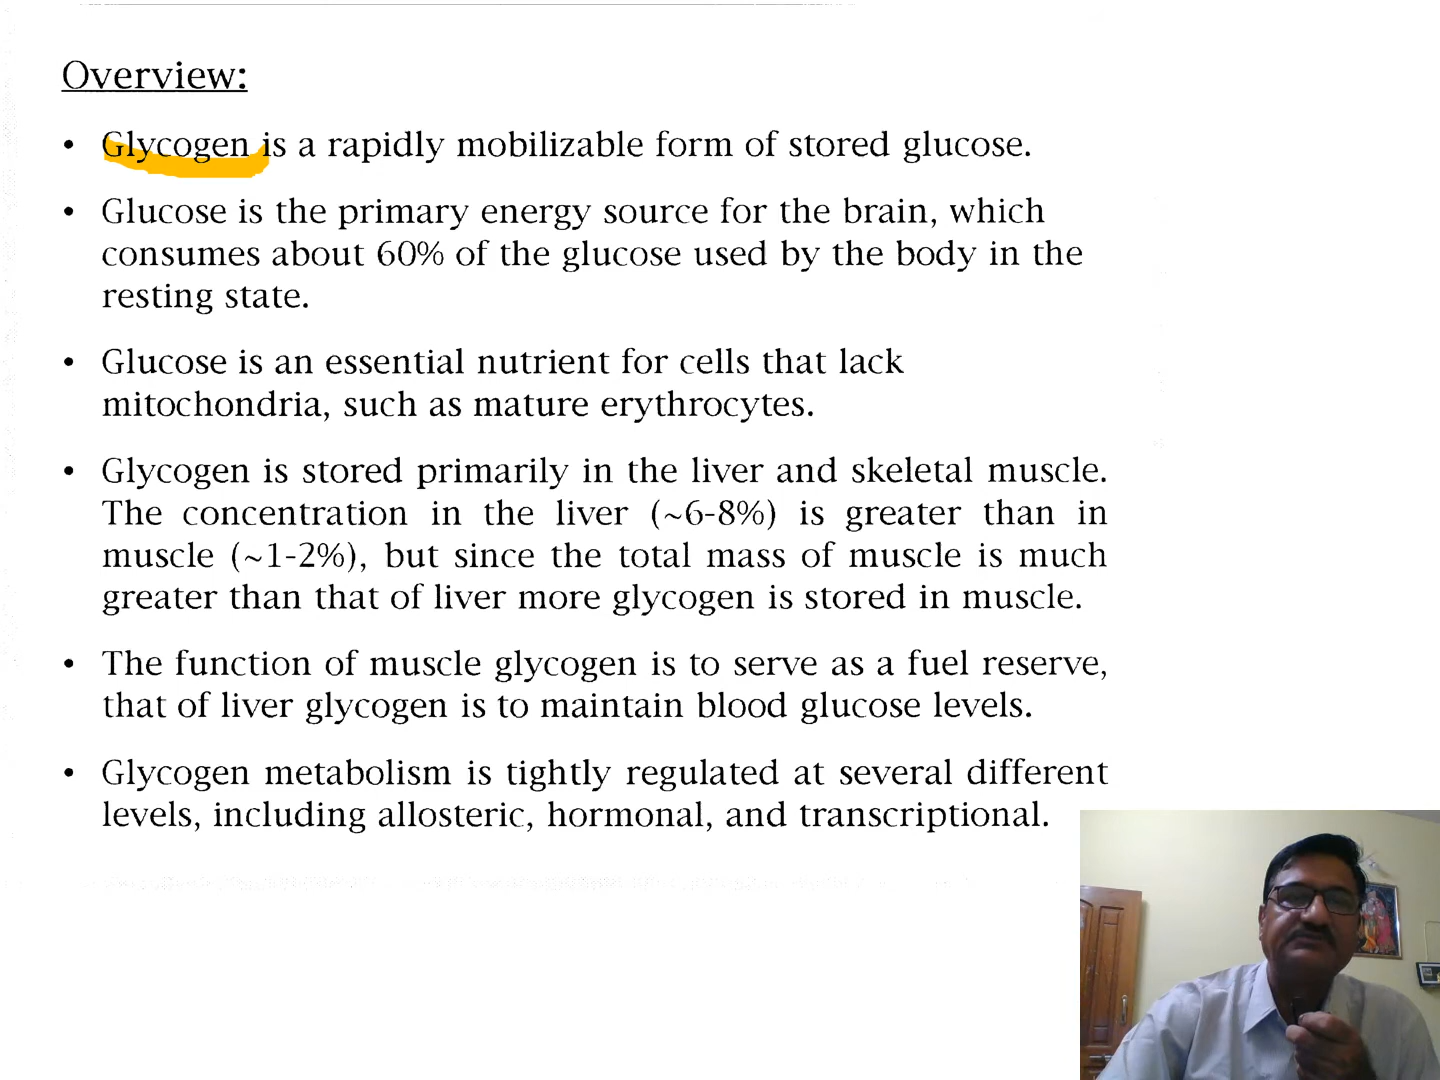 Overview:
• Glycogen is a rapidly mobilizable form of stored glucose.
• Glucose is the primary energy source for the brain, which
consumes about 60% of the glucose used by the body in the
resting state.
• Glucose is an essential nutrient for cells that lack
mitochondria, such as mature erythrocytes.
• Glycogen is stored primarily in the liver and skeletal muscle.
The concentration in the liver (~6-8%) is greater than in
muscle (~1-2%), but since the total mass of muscle is much
greater than that of liver more glycogen is stored in muscle.
• The function of muscle glycogen is to serve as a fuel reserve,
that of liver glycogen is to maintain blood glucose levels.
• Glycogen metabolism is tightly regulated at several different
levels, including allosteric, hormonal, and transcriptional.